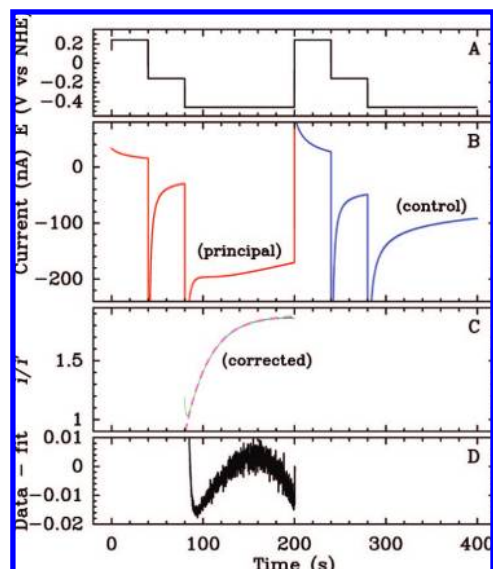 E (V vs NHE)
0.2
0
−0.2
−0.4
A
Current (nA)
0
−100
−200
B
(principal)
(control)
i/i'
1.5
1
C
(corrected)
Data − fit
0.01
0
−0.01
−0.02
D
0 100 200 300 400
Time (s)